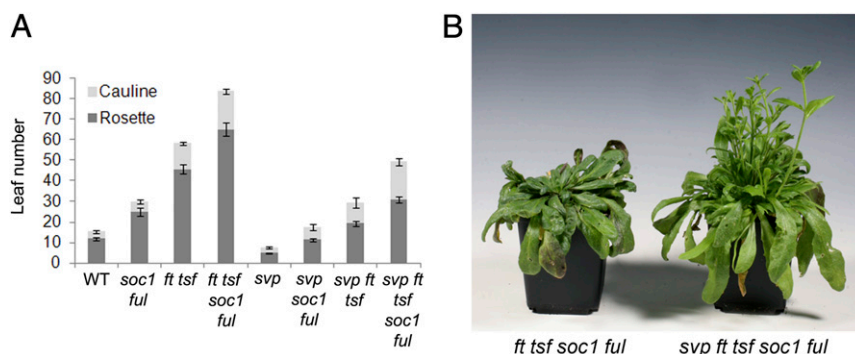 A
B
90
80
70
60
50
40
30
20
10
0
Leaf number
Cauline
Rosette
WT
soc1
ful
ft tsf
ft tsf
soc1
ful
svp
svp
soc1
ful
svp ft
tsf
svp ft
tsf
soc1
ful
ft tsf soc1 ful
svp ft tsf soc1 ful